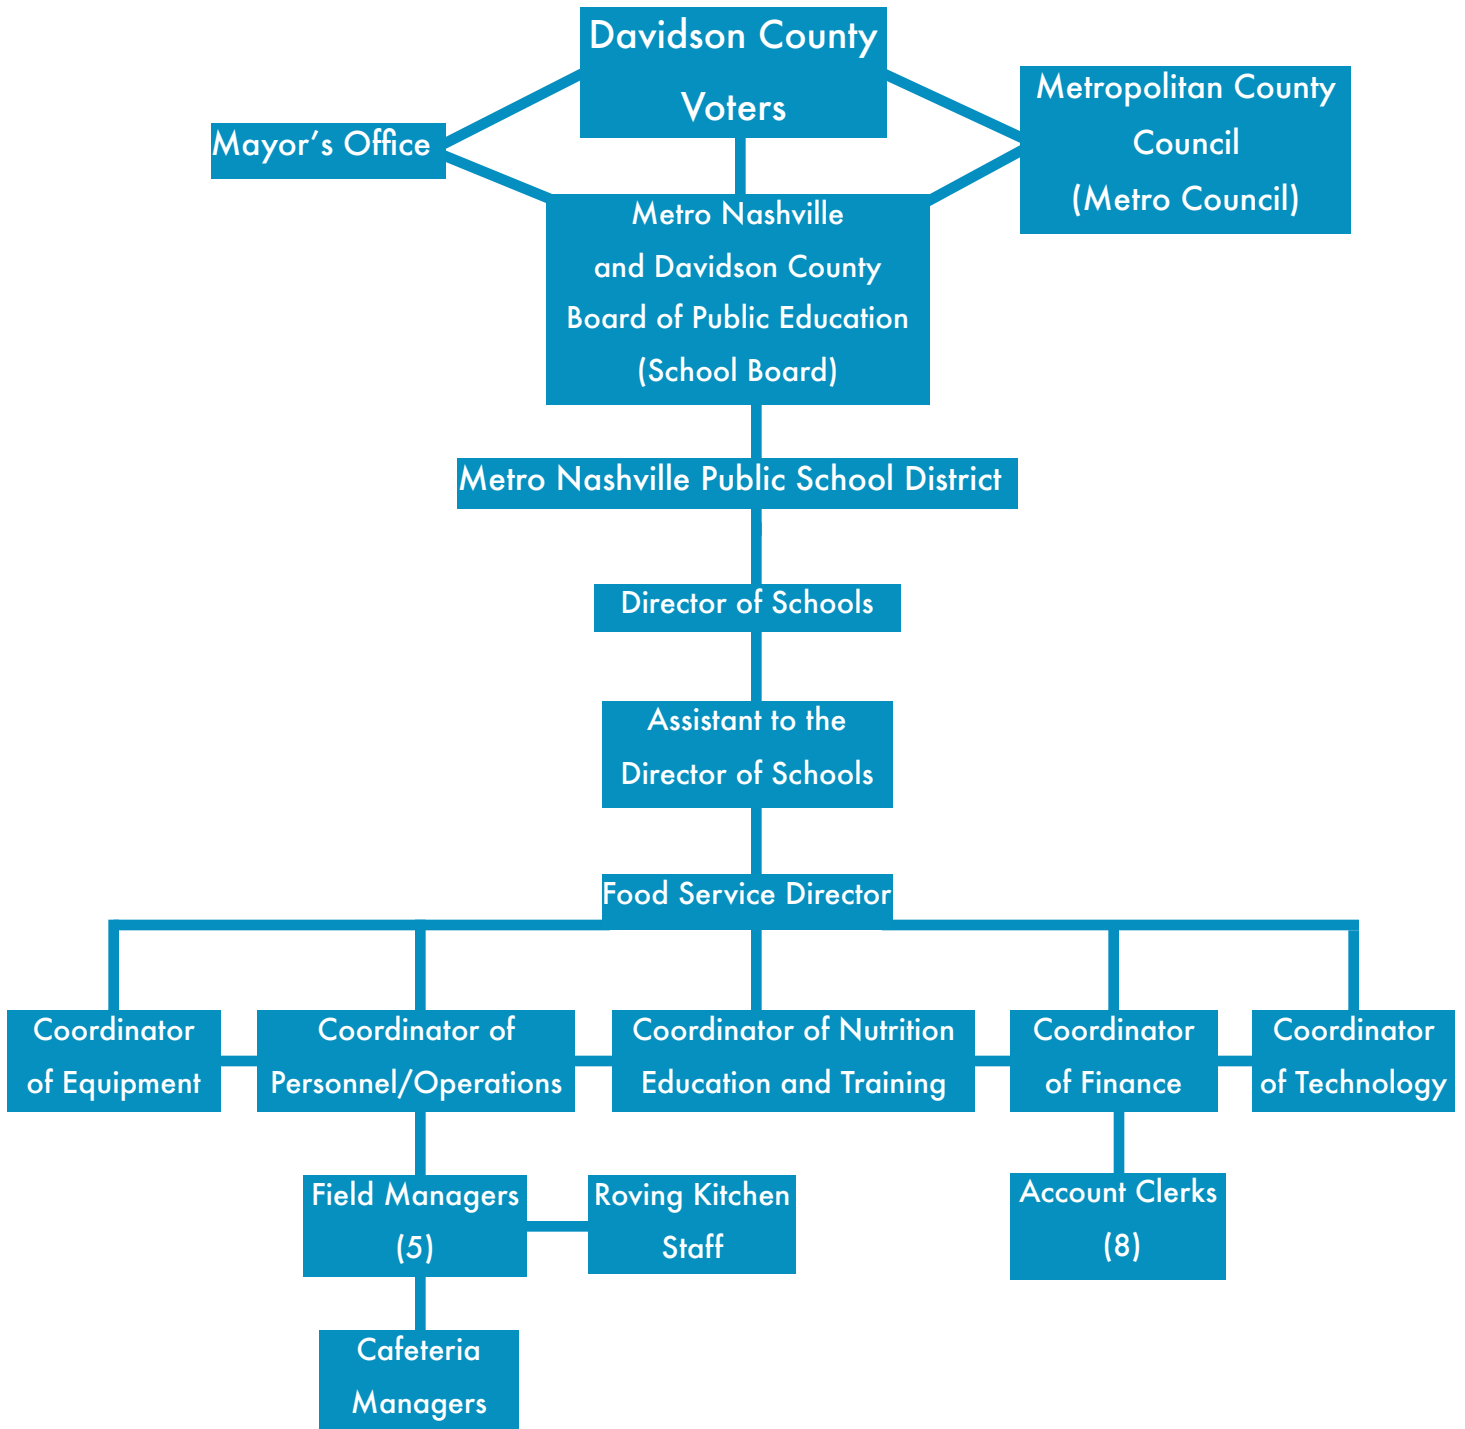 Davidson County
Voters
Mayor’s Office
Metropolitan County
Council
(Metro Council)
Metro Nashville
and Davidson County
Board of Public Education
(School Board)
Metro Nashville Public School District
Director of Schools
Assistant to the
Director of Schools
Food Service Director
Coordinator
of Equipment
Coordinator of
Personnel/Operations
Coordinator of Nutrition
Education and Training
Coordinator
of Finance
Coordinator
of Technology
Field Managers
(5)
Roving Kitchen
Staff
Account Clerks
(8)
Cafeteria
Managers